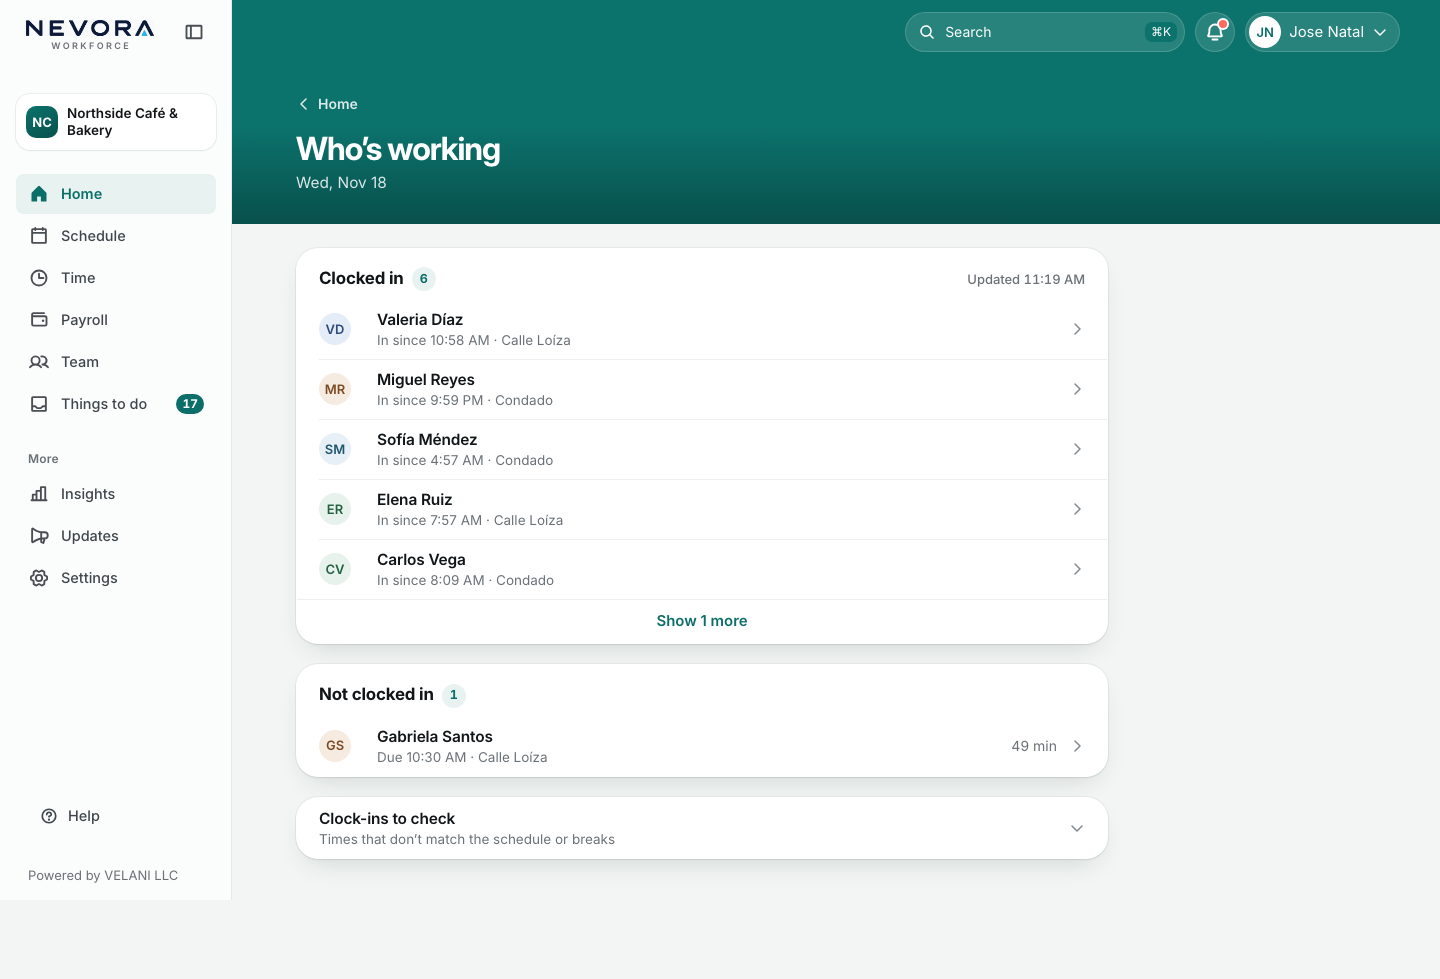 NEVORA
WORKFORCE
Search
⌘K
JN
Jose Natal
NC
Northside Café &
Bakery
Home
Schedule
Time
Payroll
Team
Things to do
17
More
Insights
Updates
Settings
Help
Powered by VELANI LLC
Home
Who’s working
Wed, Nov 18
Clocked in
6
Updated 11:19 AM
VD
Valeria Díaz
In since 10:58 AM · Calle Loíza
MR
Miguel Reyes
In since 9:59 PM · Condado
SM
Sofía Méndez
In since 4:57 AM · Condado
ER
Elena Ruiz
In since 7:57 AM · Calle Loíza
CV
Carlos Vega
In since 8:09 AM · Condado
Show 1 more
Not clocked in
1
GS
Gabriela Santos
Due 10:30 AM · Calle Loíza
49 min
Clock-ins to check
Times that don’t match the schedule or breaks